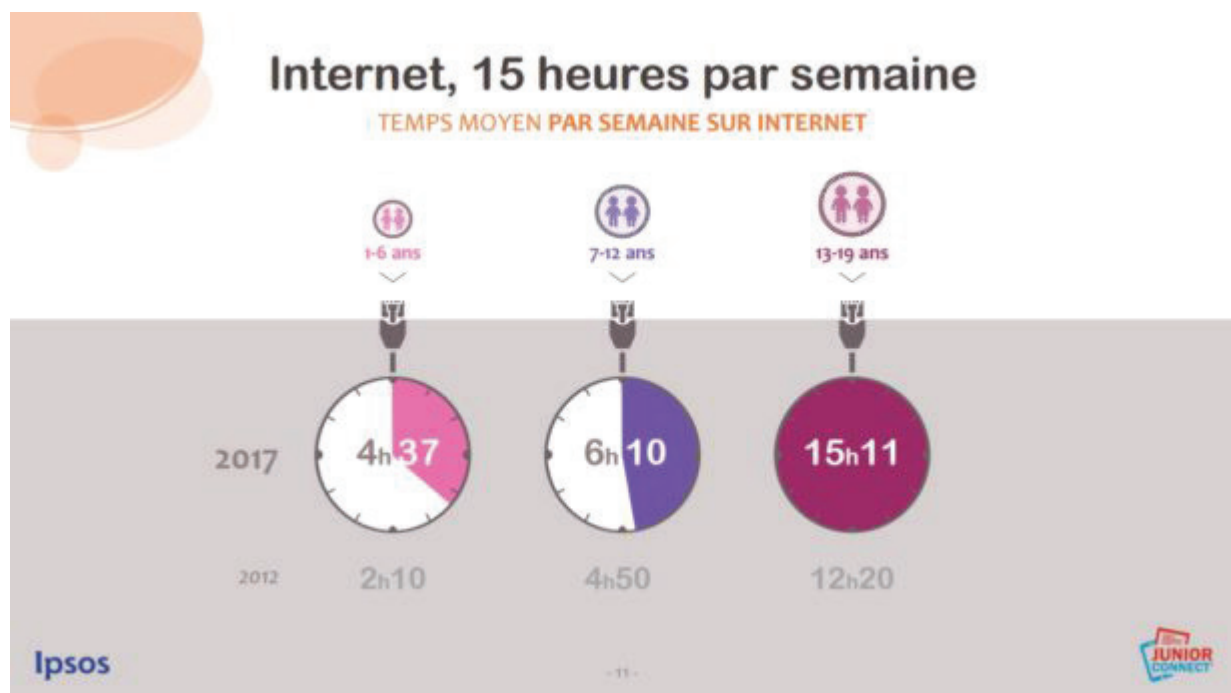 Internet, 15 heures par semaine
TEMPS MOYEN PAR SEMAINE SUR INTERNET
1-6 ans
7-12 ans
13-19 ans
2017
4h37
6h10
15h11
2012
2h10
4h50
12h20
Ipsos
- 11 -
JUNIOR
CONNECT'